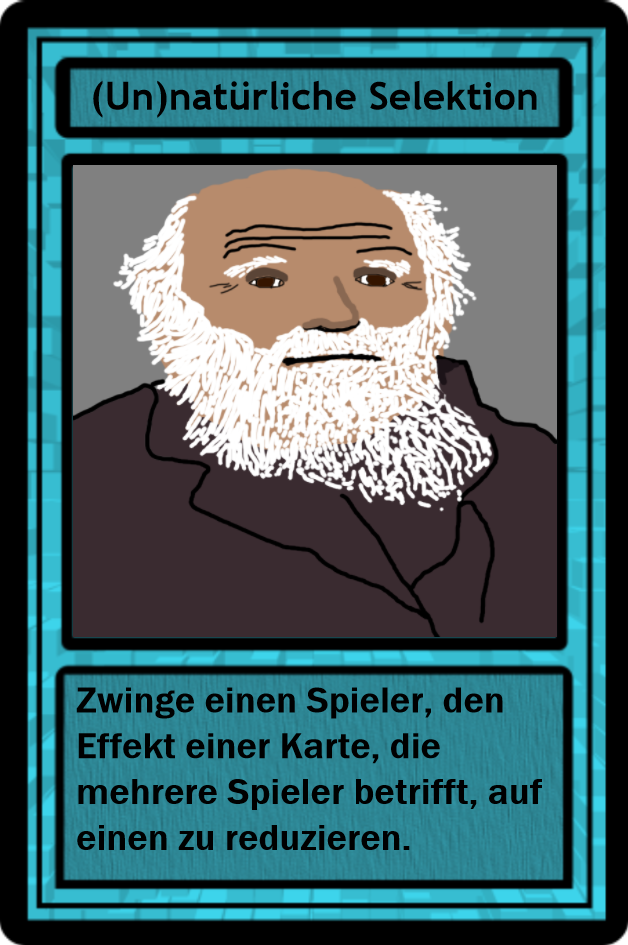 (Un)natürliche Selektion
Zwinge einen Spieler, den
Effekt einer Karte, die
mehrere Spieler betrifft, auf
einen zu reduzieren.